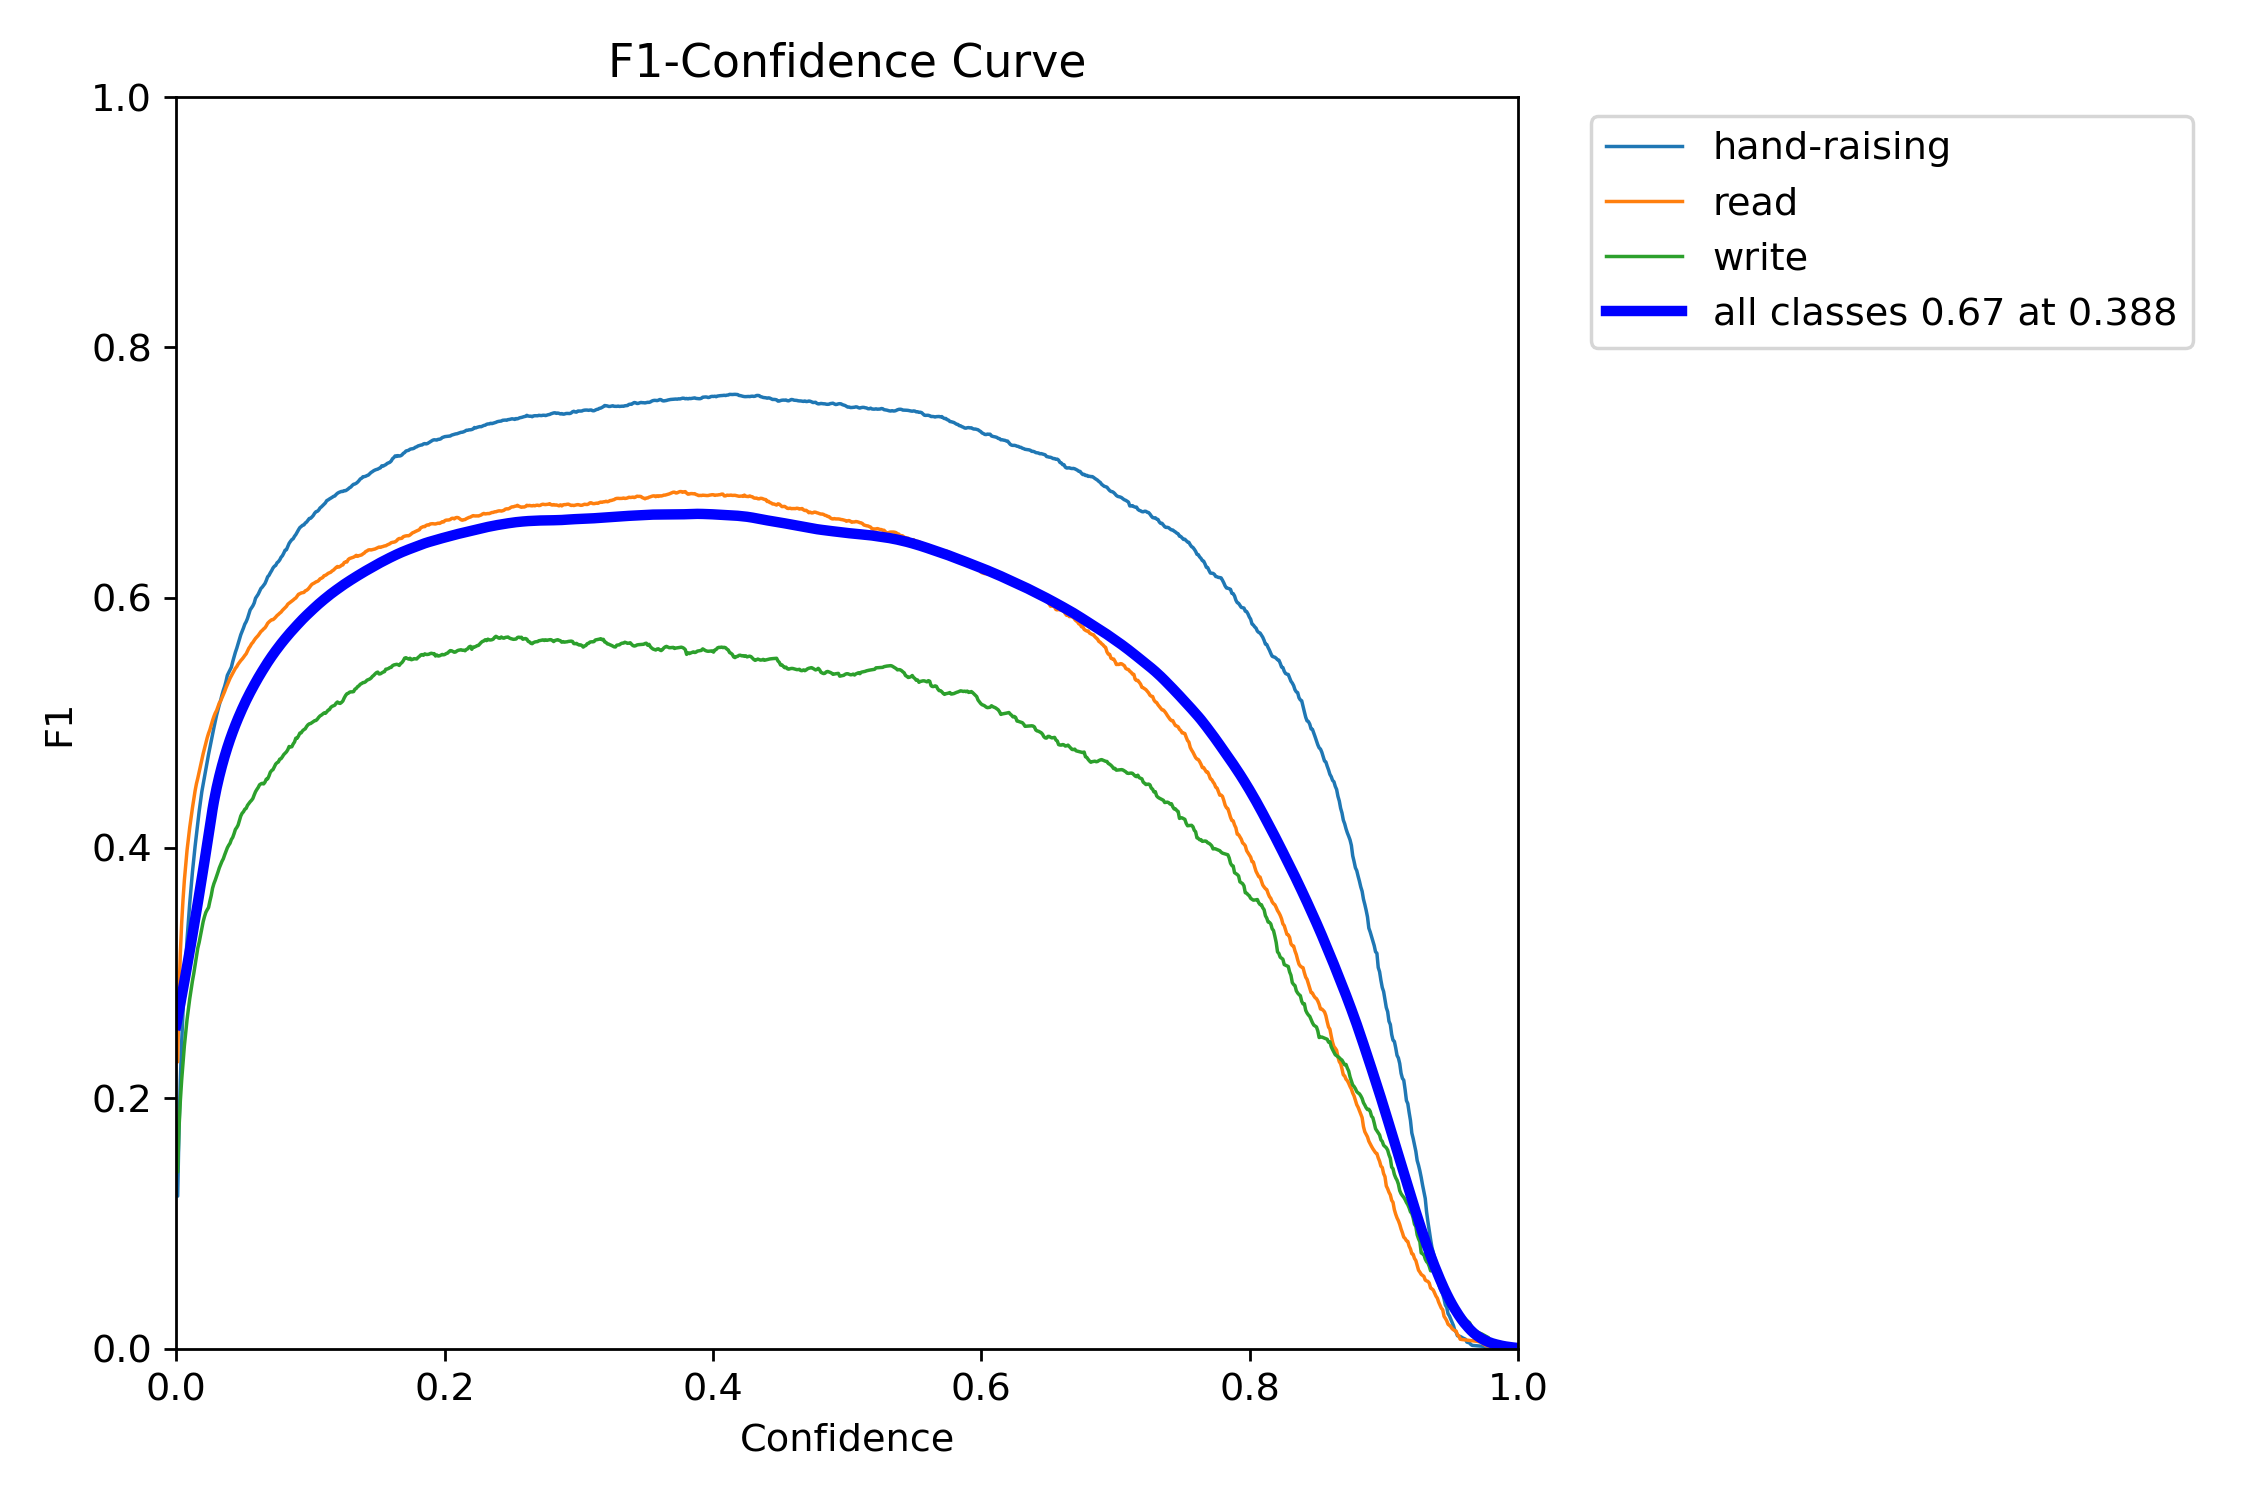 F1-Confidence Curve
1.0
0.8
0.6
0.4
0.2
0.0
F1
0.0 0.2 0.4 0.6 0.8 1.0
Confidence
hand-raising
read
write
all classes 0.67 at 0.388